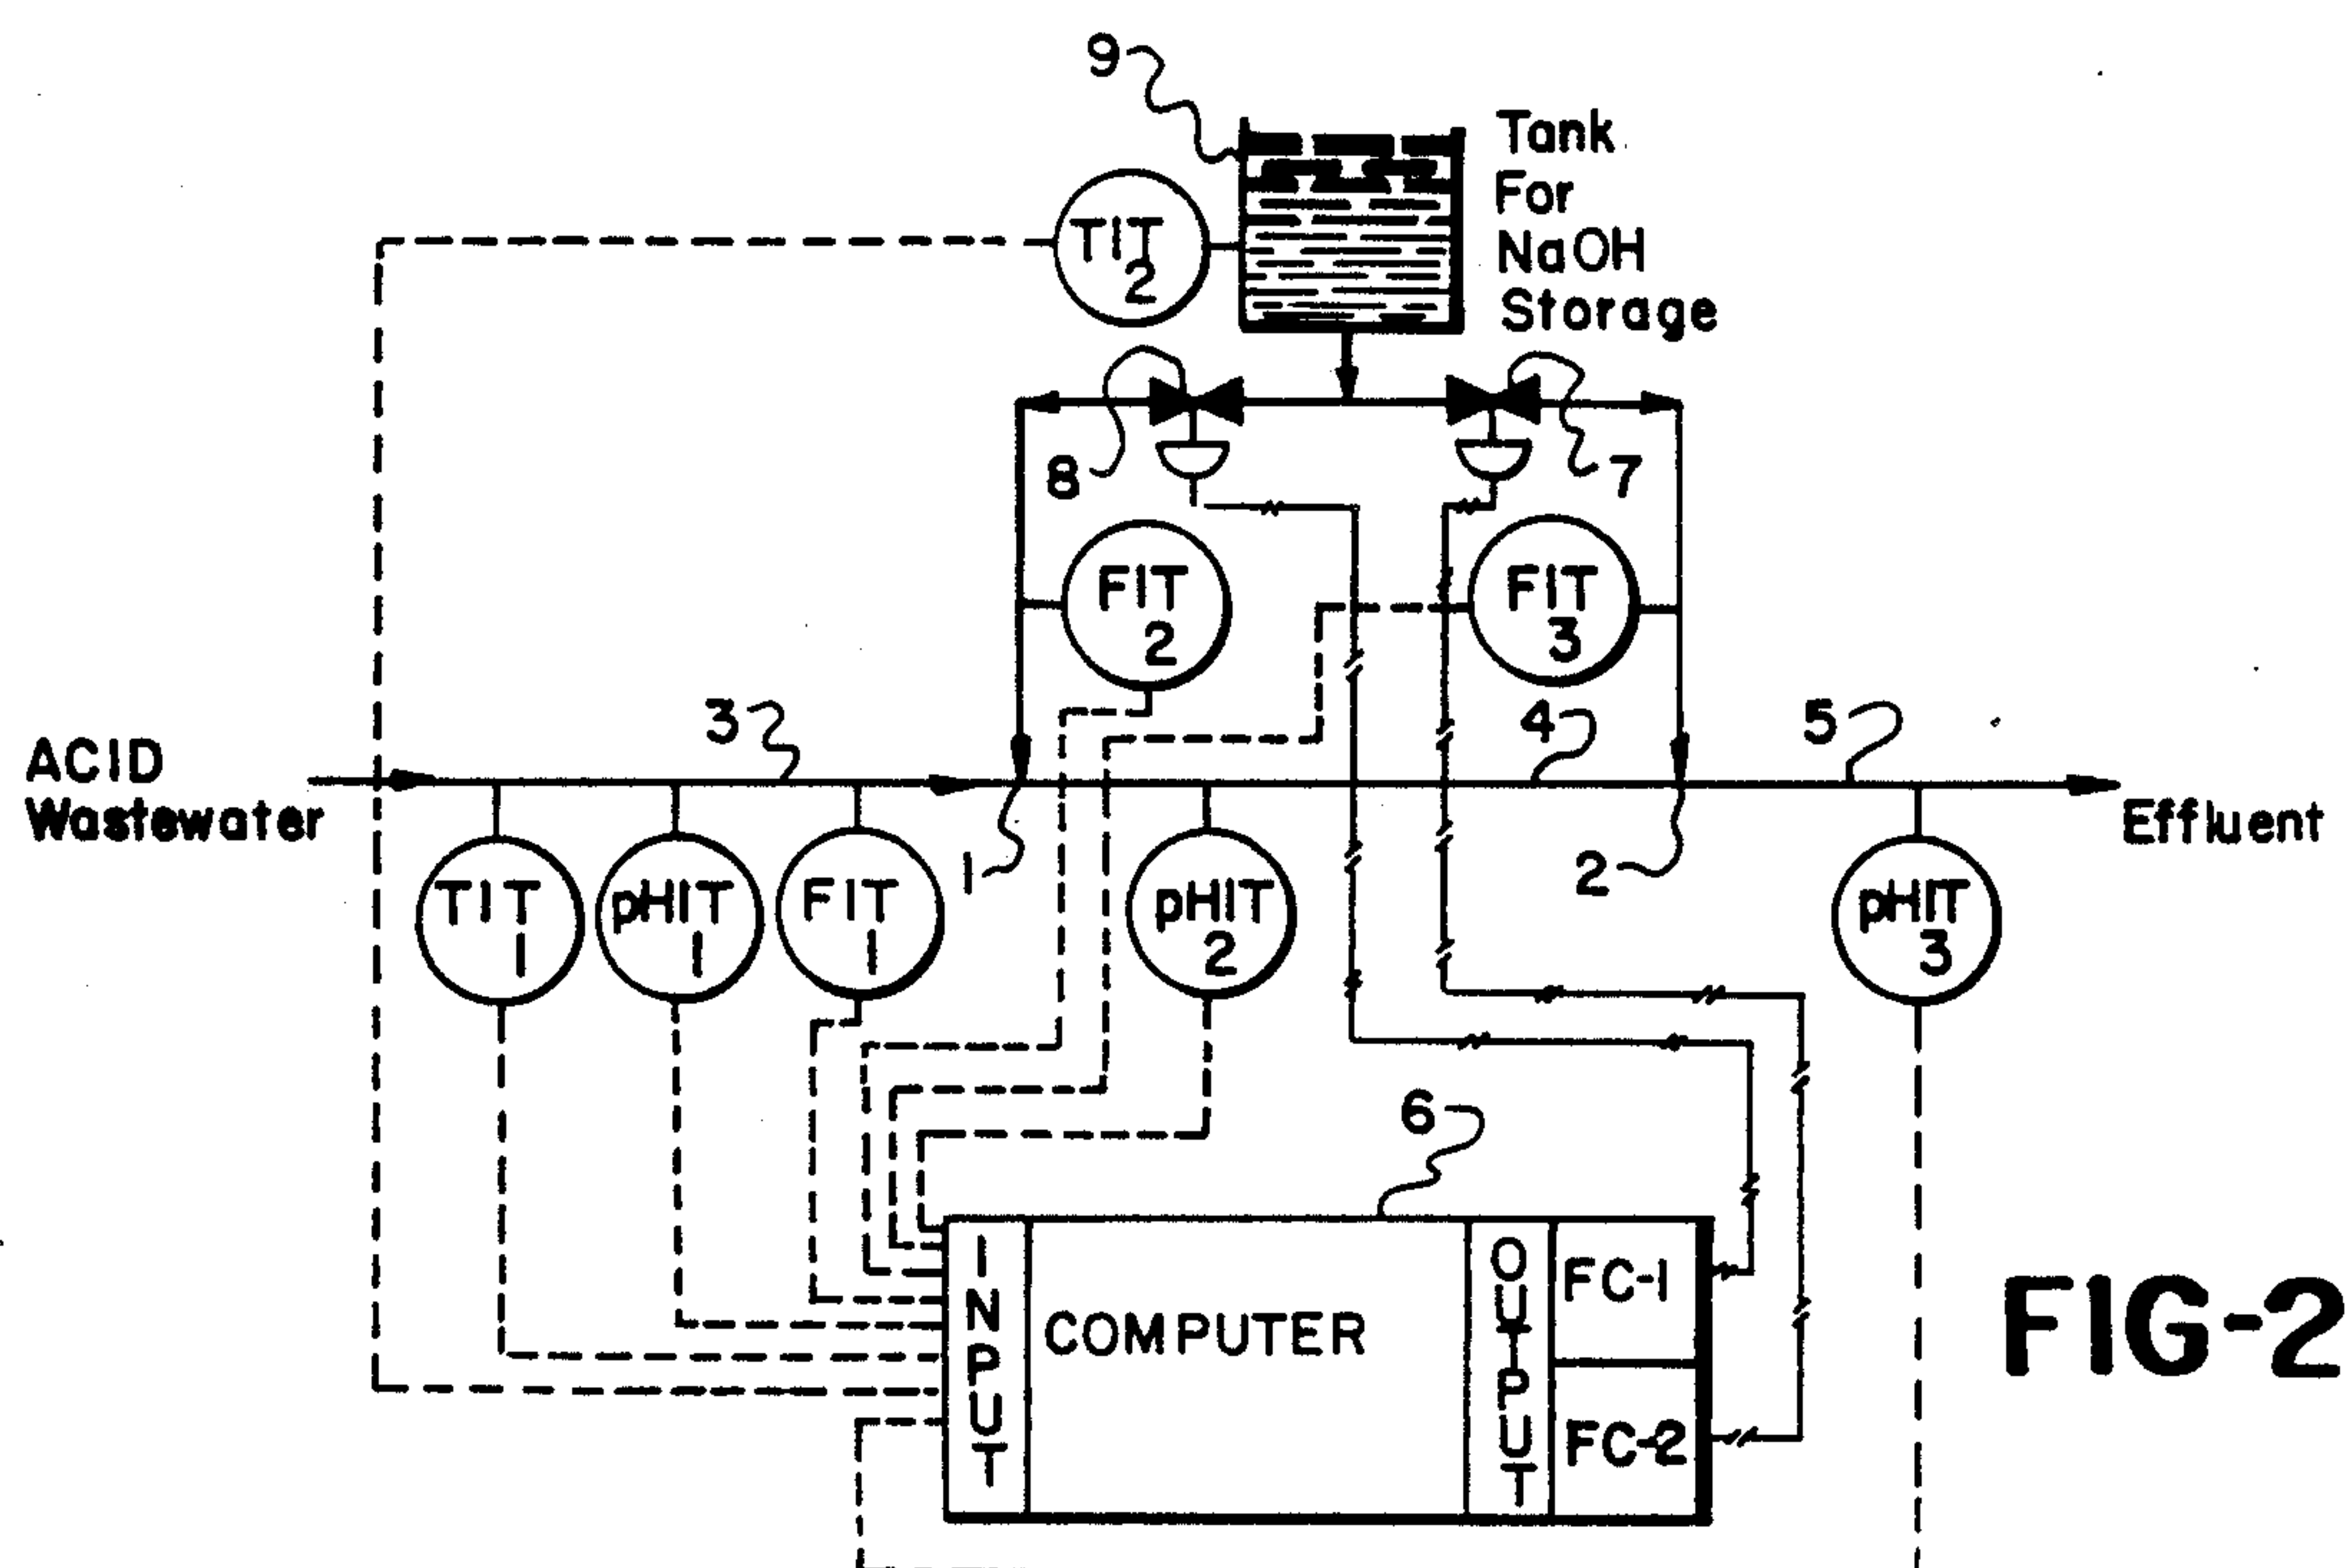 9
Tank
For
NaOH
Storage
TIT
2
8
7
FIT
2
FIT
3
3
4
5
ACID
Wastewater
Effluent
1
2
TIT
1
pHIT
1
FIT
1
pHIT
2
pHIT
3
6
INPUT
COMPUTER
OUTPUT
FC-1
FC-2
FIG-2